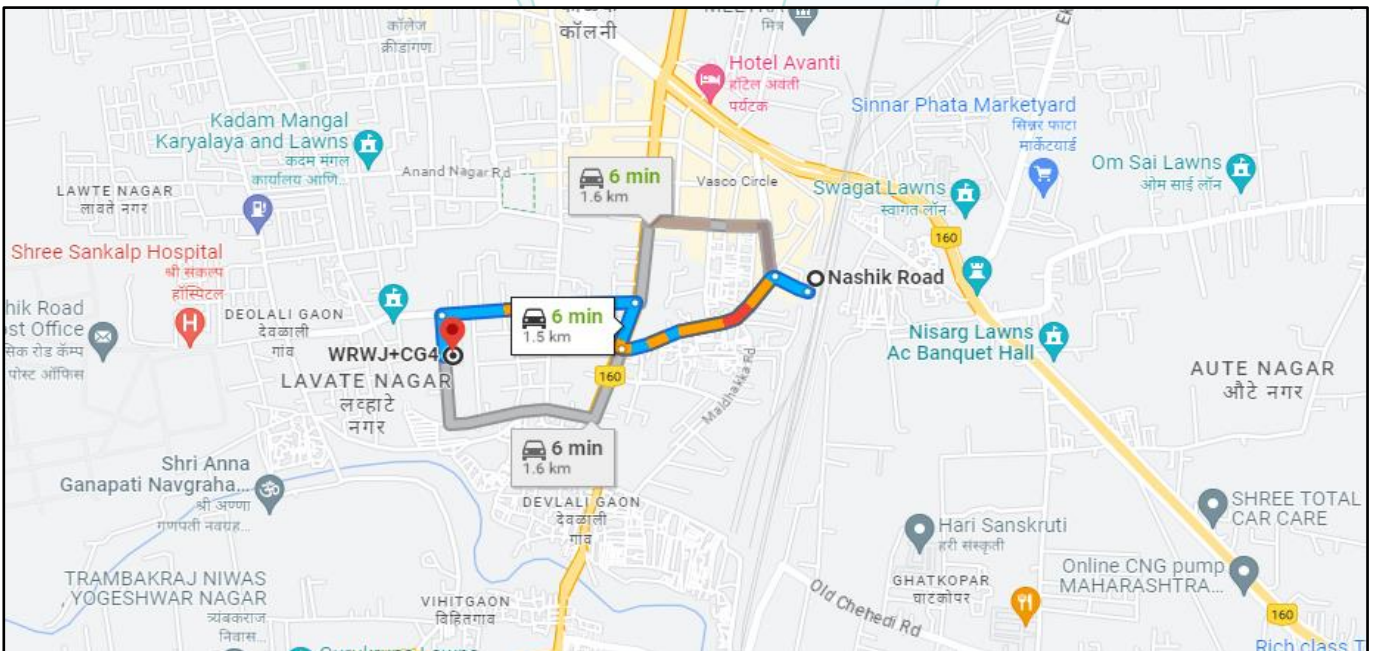 कॉलेज
क्रीडांगण
कॉलनी
मित्र
Hotel Avanti
हॉटेल अवंती
पर्यटक
Kadam Mangal
Karyalaya and Lawns
कदम मंगल
कार्यालय आणि...
Sinnar Phata Marketyard
सिन्नर फाटा
मार्केटयार्ड
Om Sai Lawns
ओम साई लॉन
Anand Nagar Rd
6 min
1.6 km
Vasco Circle
Swagat Lawns
स्वागत लॉन
LAWTE NAGAR
लावते नगर
160
Shree Sankalp Hospital
श्री संकल्प
हॉस्पिटल
Nashik Road
hik Road
st Office
सिक रोड कॅम्प
पोस्ट ऑफिस
DEOLALI GAON
देवळाली
गांव
6 min
1.5 km
Nisarg Lawns
Ac Banquet Hall
WRWJ+CG4
LAVATE NAGAR
लव्हाटे
नगर
160
Maldhakka Rd
AUTE NAGAR
औटे नगर
6 min
1.6 km
Shri Anna
Ganapati Navgraha...
श्री अण्णा
गणपती नवग्रह...
DEVLALI GAON
देवळाली
गाव
SHREE TOTAL
CAR CARE
Hari Sanskruti
हरी संस्कृती
Online CNG pump
MAHARASHTRA...
TRAMBAKRAJ NIWAS
YOGESHWAR NAGAR
त्र्यंबकराज
निवास...
VIHITGAON
विहितगाव
GHATKOPAR
घाटकोपर
Old Chehedi Rd
160
Rich class T